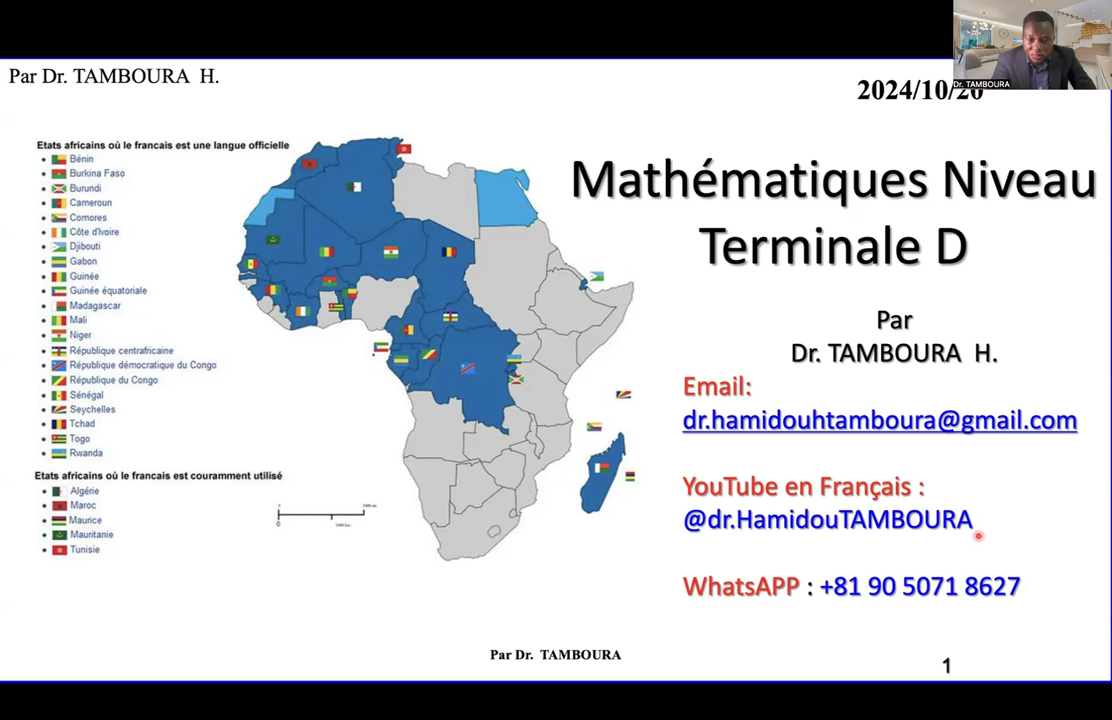 Par Dr. TAMBOURA H.
2024/10/20
Dr. TAMBOURA
Etats africains où le francais est une langue officielle
Bénin
Burkina Faso
Burundi
Cameroun
Comores
Côte d'Ivoire
Djibouti
Gabon
Guinée
Guinée équatoriale
Madagascar
Mali
Niger
République centrafricaine
République démocratique du Congo
République du Congo
Sénégal
Seychelles
Tchad
Togo
Rwanda
Etats africains où le francais est couramment utilisé
Algérie
Maroc
Maurice
Mauritanie
Tunisie
Mathématiques Niveau
Terminale D
Par
Dr. TAMBOURA H.
Email:
dr.hamidouhtamboura@gmail.com
YouTube en Français :
@dr.HamidouTAMBOURA
WhatsAPP : +81 90 5071 8627
Par Dr. TAMBOURA
1